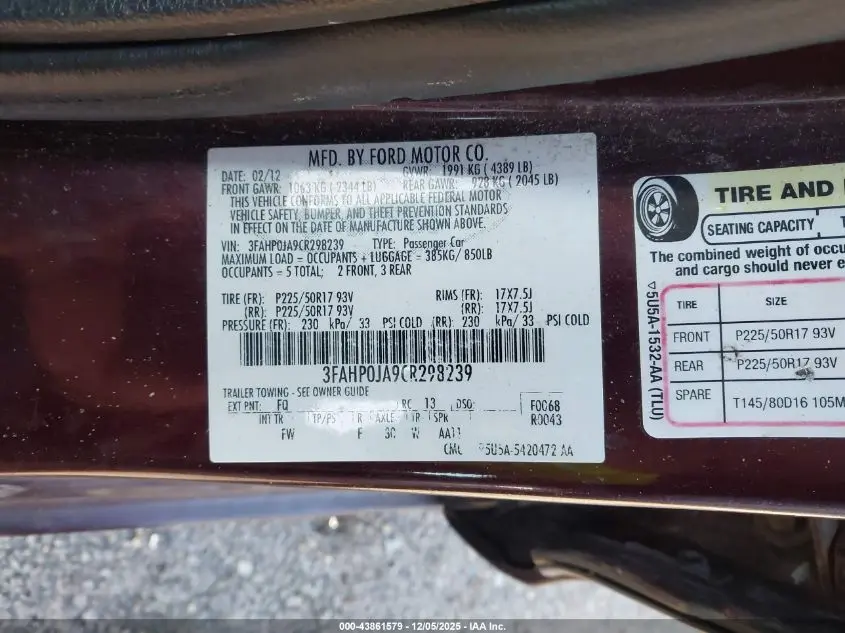 MFD. BY FORD MOTOR CO.
DATE: 02/12 GVWR: 1991 KG ( 4389 LB)
FRONT GAWR: 1063 KG ( 2344 LB) REAR GAWR: 928 KG ( 2045 LB)
THIS VEHICLE CONFORMS TO ALL APPLICABLE FEDERAL MOTOR
VEHICLE SAFETY, BUMPER, AND THEFT PREVENTION STANDARDS
IN EFFECT ON THE DATE OF MANUFACTURE SHOWN ABOVE.
VIN: 3FAHP0JA9CR298239 TYPE: Passenger Car
MAXIMUM LOAD = OCCUPANTS + LUGGAGE = 385KG/ 850LB
OCCUPANTS = 5 TOTAL; 2 FRONT, 3 REAR
TIRE (FR): P225/50R17 93V RIMS (FR): 17X7.5J
(RR): P225/50R17 93V (RR): 17X7.5J
PRESSURE (FR): 230 kPa/ 33 PSI COLD (RR): 230 kPa/ 33 PSI COLD
3FAHP0JA9CR298239
TRAILER TOWING - SEE OWNER GUIDE
EXT PNT: FQ RC: 13 DSO: F0068
INT TR TP/PS R AXLE TR SPK R0043
FW
CMC ▽5U5A-5420472 AA
TIRE AND
SEATING CAPACITY
The combined weight of
and cargo should never
TIRE SIZE
FRONT P225/50R17 93V
REAR P225/50R17 93V
SPARE T145/80D16 105M
▽5U5A-1532-AA (TLU)
000-43861579 - 12/05/2025 - IAA Inc.